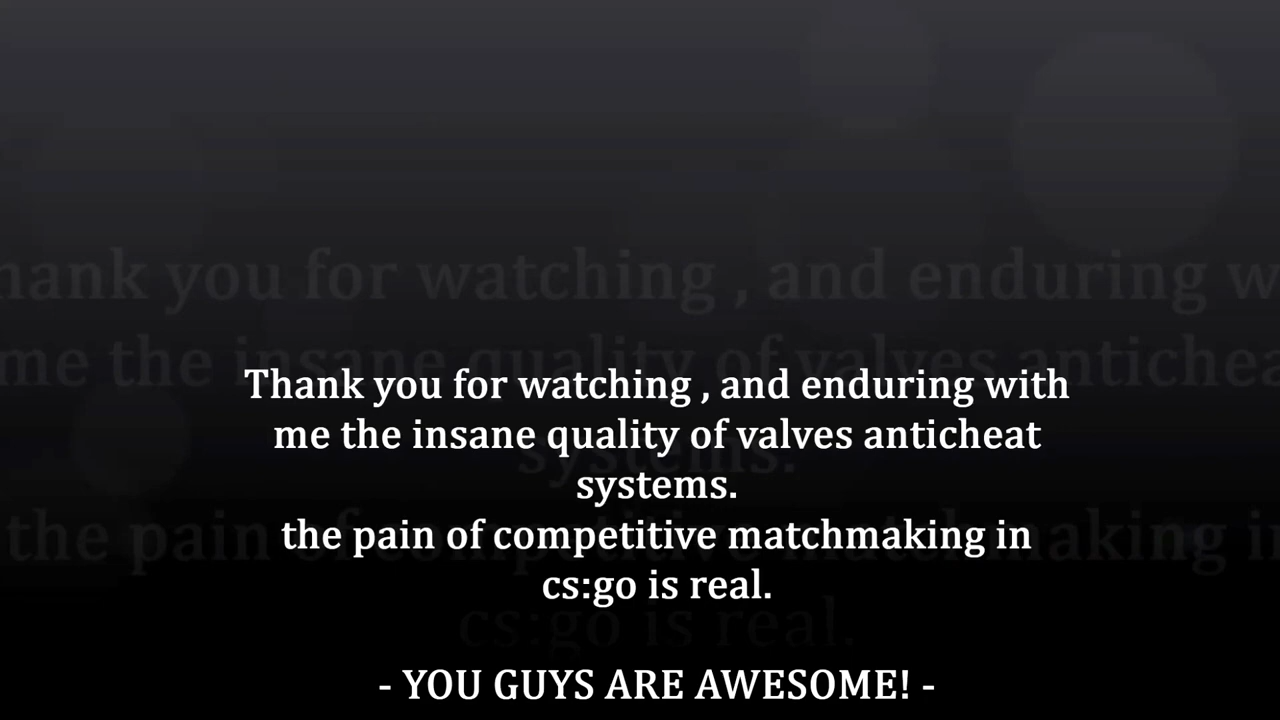 Thank you for watching , and enduring with
me the insane quality of valves anticheat
systems.
the pain of competitive matchmaking in
cs:go is real.
- YOU GUYS ARE AWESOME! -